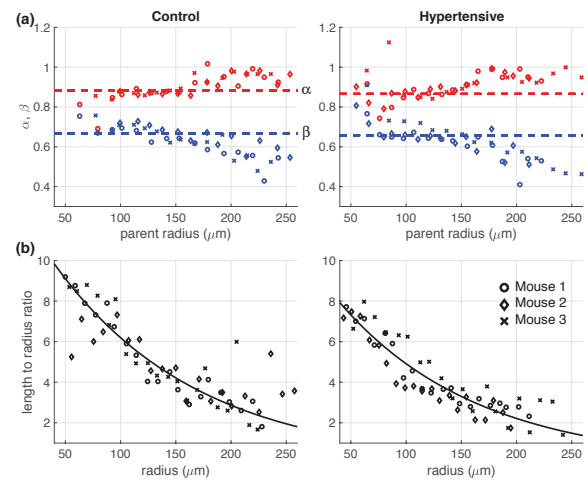 (a) Control Hypertensive
1.2 1.2
1 1
α
0.8 0.8
β
0.6 0.6
0.4 0.4
α, β
50 100 150 200 250 50 100 150 200 250
parent radius (μm) parent radius (μm)
(b)
10 10
Mouse 1
8 8
Mouse 2
Mouse 3
6 6
4 4
2 2
length to radius ratio
50 100 150 200 250 50 100 150 200 250
radius (μm) radius (μm)